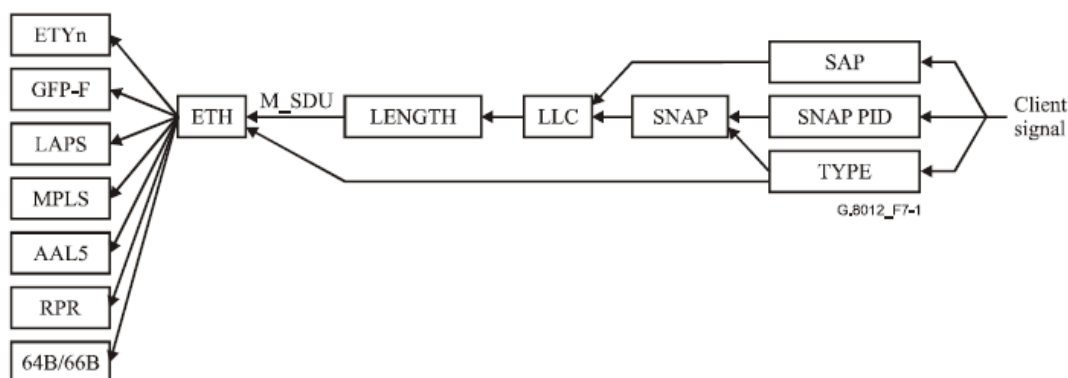 ETYn
GFP-F
LAPS
MPLS
AAL5
RPR
64B/66B
ETH
M_SDU
LENGTH
LLC
SNAP
SAP
SNAP PID
TYPE
Client
signal
G.8012_F7-1